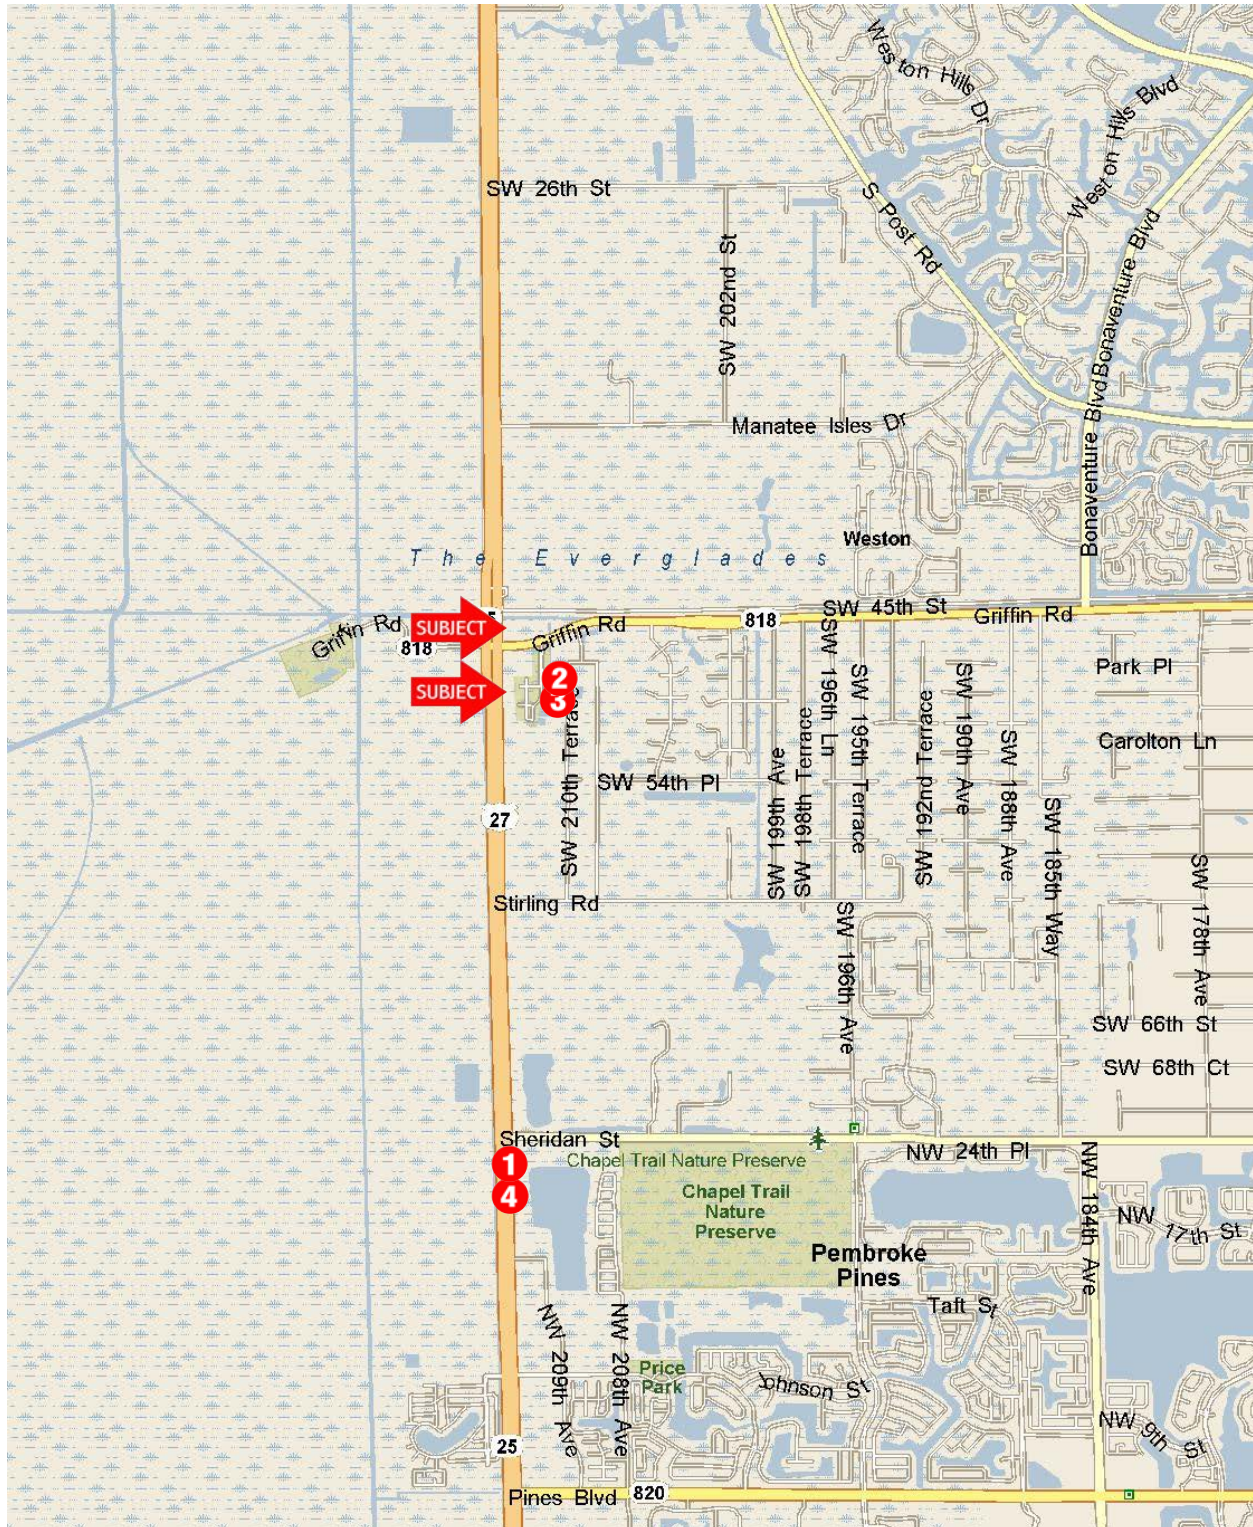 Weston Hills Dr
Weston Hills Blvd
SW 26th St
S Post Rd
SW 202nd St
Bonaventure Blvd
Manatee Isles Dr
Bonaventure Blvd
Weston
The Everglades
SW 45th St
Griffin Rd
818
SUBJECT
Griffin Rd
Griffin Rd
818
SUBJECT
2
3
Park Pl
Carolton Ln
SW 54th Pl
SW 210th Terrace
SW 199th Ave
SW 198th Terrace
SW 196th Ln
SW 195th Terrace
SW 192nd Terrace
SW 190th Ave
SW 188th Ave
SW 185th Way
SW 178th Ave
27
Stirling Rd
SW 196th Ave
SW 66th St
SW 68th Ct
Sheridan St
NW 24th Pl
1
Chapel Trail Nature Preserve
4
Chapel Trail
Nature
Preserve
NW 184th Ave
NW 17th St
Pembroke
Pines
Taft St
NW 209th Ave
NW 208th Ave
Price
Park
Johnson St
NW 9th St
25
Pines Blvd
820